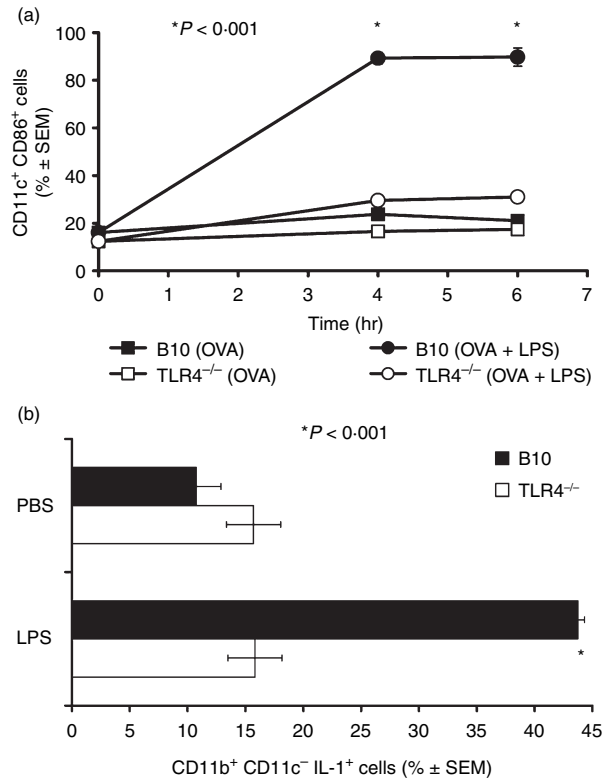 (a)
*P < 0·001
*
*
100
80
60
40
20
0
CD11c⁺ CD86⁺ cells
(% ± SEM)
0 1 2 3 4 5 6 7
Time (hr)
B10 (OVA)
B10 (OVA + LPS)
TLR4⁻/⁻ (OVA)
TLR4⁻/⁻ (OVA + LPS)
(b)
*P < 0·001
B10
TLR4⁻/⁻
PBS
LPS
*
0 5 10 15 20 25 30 35 40 45
CD11b⁺ CD11c⁻ IL-1⁺ cells (% ± SEM)